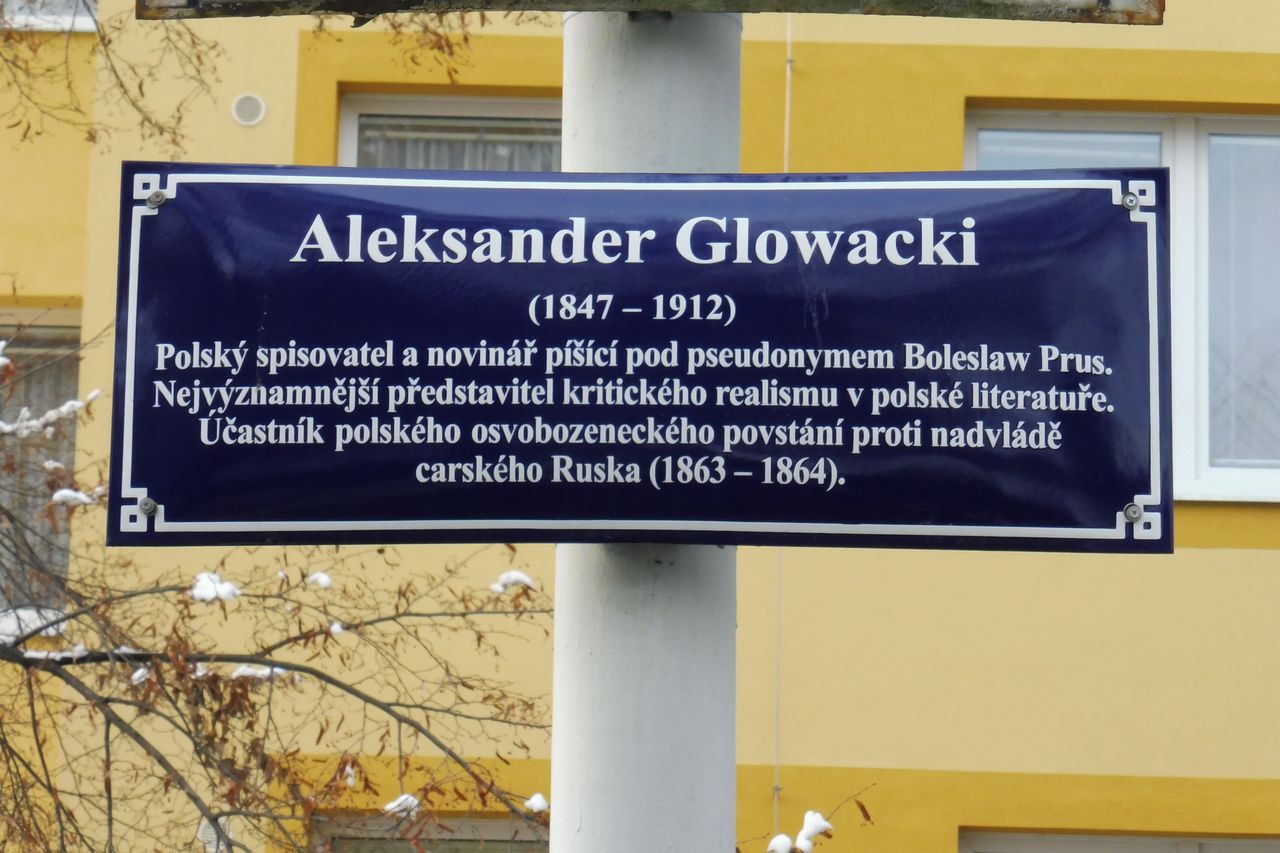 Aleksander Glowacki
(1847 – 1912)
Polský spisovatel a novinář píšící pod pseudonymem Boleslaw Prus.
Nejvýznamnější představitel kritického realismu v polské literatuře.
Účastník polského osvobozeneckého povstání proti nadvládě
carského Ruska (1863 – 1864).